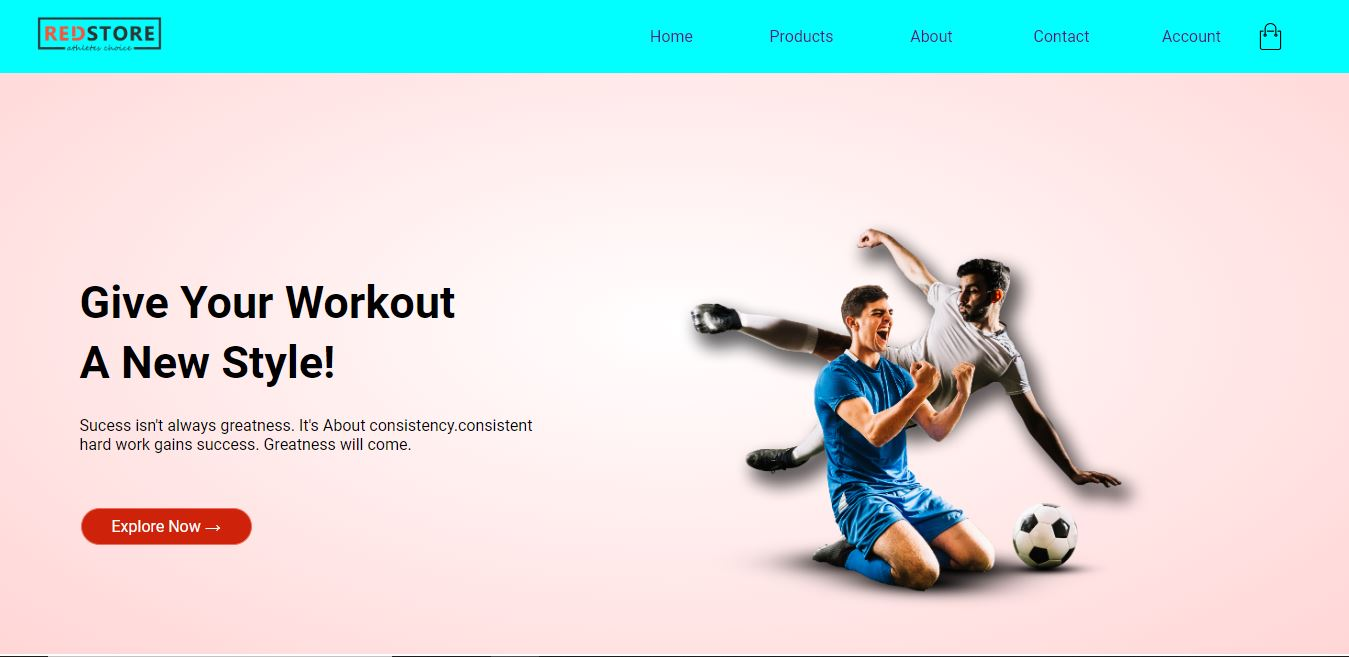 REDSTORE
athletes choice
Home Products About Contact Account
Give Your Workout
A New Style!
Sucess isn't always greatness. It's About consistency.consistent
hard work gains success. Greatness will come.
Explore Now →